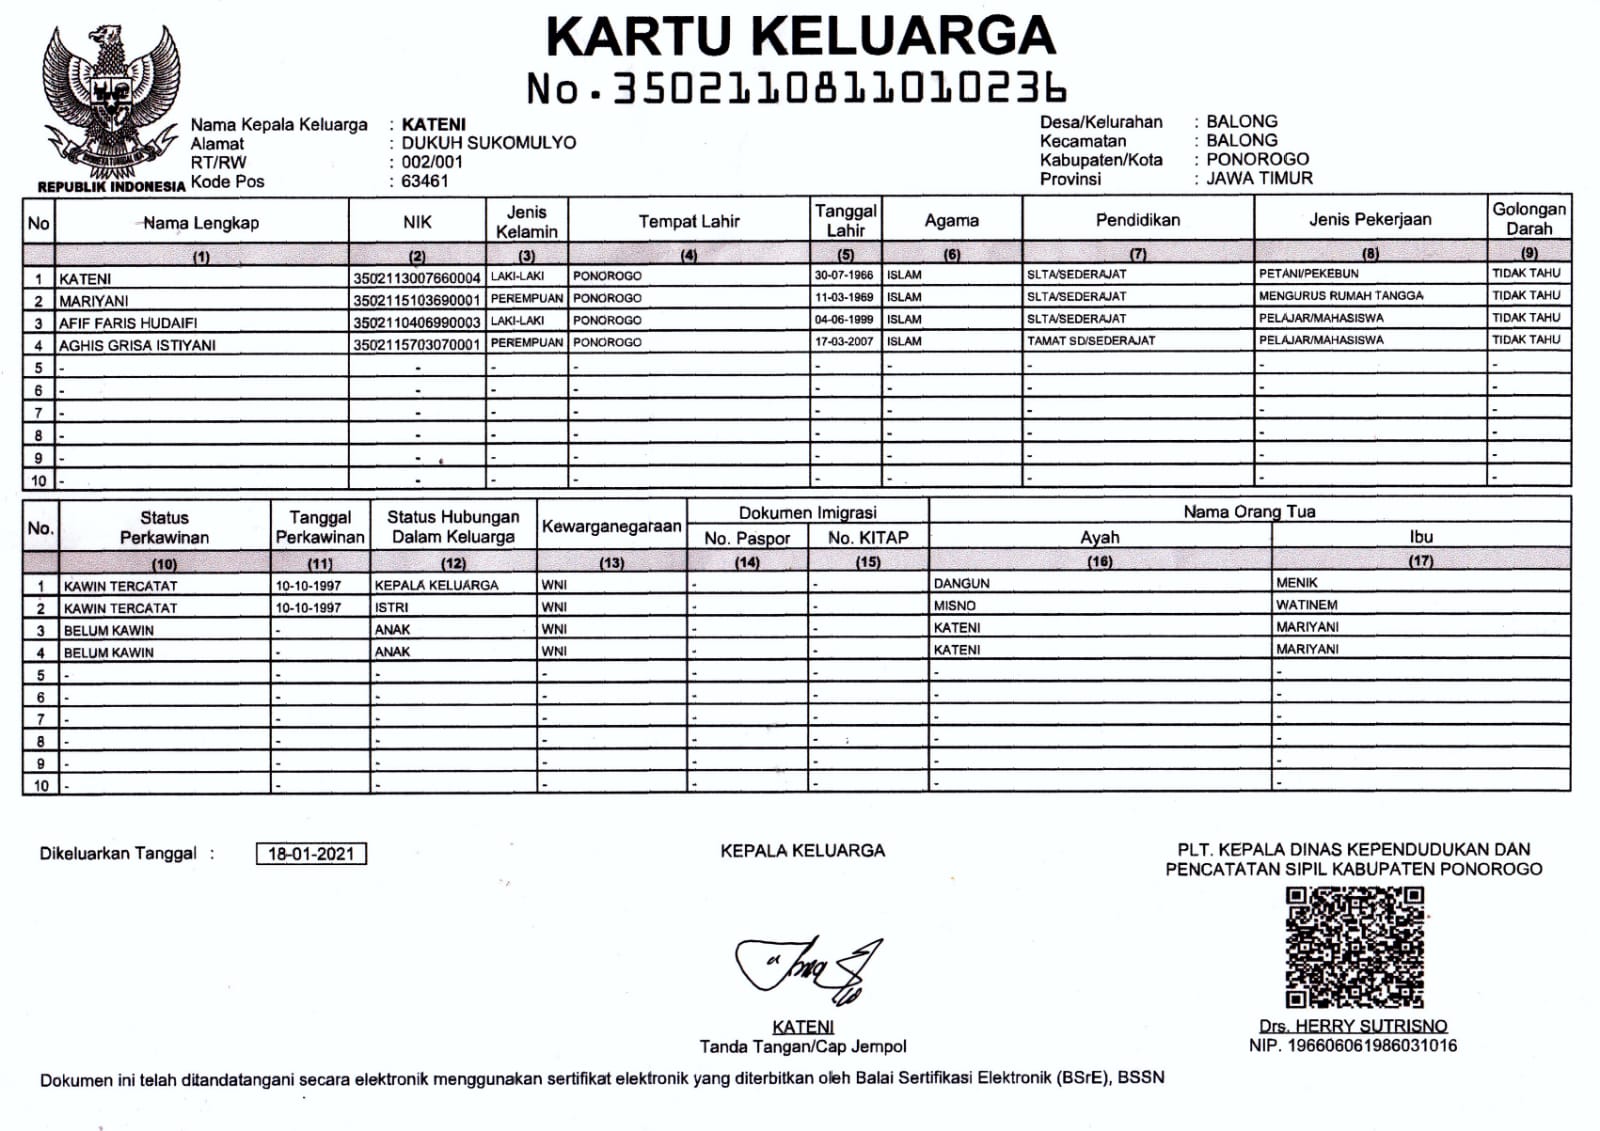 KARTU KELUARGA
No. 3502110811010236
REPUBLIK INDONESIA
Nama Kepala Keluarga : KATENI
Alamat : DUKUH SUKOMULYO
RT/RW : 002/001
Kode Pos : 63461
Desa/Kelurahan : BALONG
Kecamatan : BALONG
Kabupaten/Kota : PONOROGO
Provinsi : JAWA TIMUR
No Nama Lengkap NIK Jenis Kelamin Tempat Lahir Tanggal Lahir Agama Pendidikan Jenis Pekerjaan Golongan Darah
(1) (2) (3) (4) (5) (6) (7) (8) (9)
1 KATENI 3502113007660004 LAKI-LAKI PONOROGO 30-07-1966 ISLAM SLTA/SEDERAJAT PETANI/PEKEBUN TIDAK TAHU
2 MARIYANI 3502115103690001 PEREMPUAN PONOROGO 11-03-1969 ISLAM SLTA/SEDERAJAT MENGURUS RUMAH TANGGA TIDAK TAHU
3 AFIF FARIS HUDAIFI 3502110406990003 LAKI-LAKI PONOROGO 04-06-1999 ISLAM SLTA/SEDERAJAT PELAJAR/MAHASISWA TIDAK TAHU
4 AGHIS GRISA ISTIYANI 3502115703070001 PEREMPUAN PONOROGO 17-03-2007 ISLAM TAMAT SD/SEDERAJAT PELAJAR/MAHASISWA TIDAK TAHU
5 - - - - - - - - -
6 - - - - - - - - -
7 - - - - - - - - -
8 - - - - - - - - -
9 - - - - - - - - -
10 - - - - - - - - -
No. Status Perkawinan Tanggal Perkawinan Status Hubungan Dalam Keluarga Kewarganegaraan Dokumen Imigrasi Nama Orang Tua
No. Paspor No. KITAP Ayah Ibu
(10) (11) (12) (13) (14) (15) (16) (17)
1 KAWIN TERCATAT 10-10-1997 KEPALA KELUARGA WNI - - DANGUN MENIK
2 KAWIN TERCATAT 10-10-1997 ISTRI WNI - - MISNO WATINEM
3 BELUM KAWIN - ANAK WNI - - KATENI MARIYANI
4 BELUM KAWIN - ANAK WNI - - KATENI MARIYANI
5 - - - - - - - -
6 - - - - - - - -
7 - - - - - - - -
8 - - - - - - - -
9 - - - - - - - -
10 - - - - - - - -
Dikeluarkan Tanggal : 18-01-2021
KEPALA KELUARGA
KATENI
Tanda Tangan/Cap Jempol
PLT. KEPALA DINAS KEPENDUDUKAN DAN
PENCATATAN SIPIL KABUPATEN PONOROGO
Drs. HERRY SUTRISNO
NIP. 196606061986031016
Dokumen ini telah ditandatangani secara elektronik menggunakan sertifikat elektronik yang diterbitkan oleh Balai Sertifikasi Elektronik (BSrE), BSSN